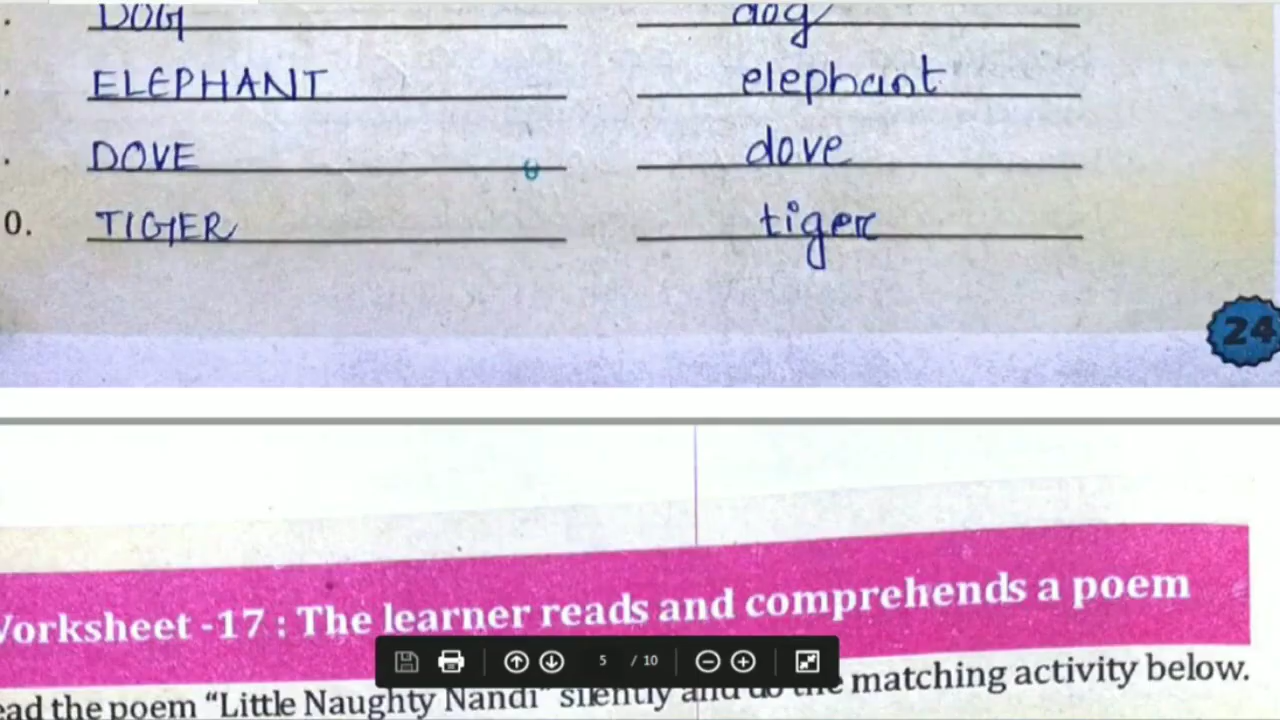 DOG dog
ELEPHANT elephant
DOVE dove
0. TIGER tiger
24
Worksheet -17 : The learner reads and comprehends a poem
5 / 10
ead the poem “Little Naughty Nandi” silently and do the matching activity below.